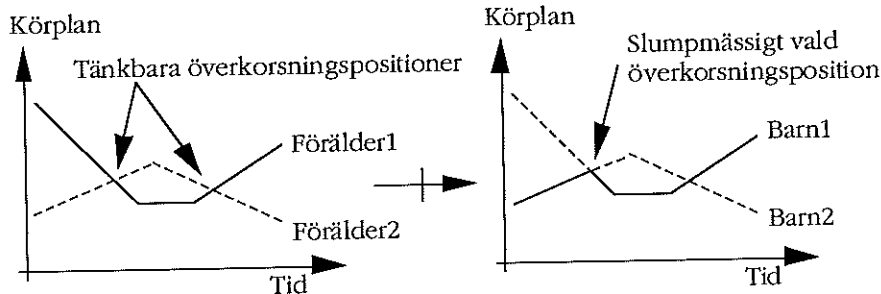 Körplan
Tänkbara överkorsningspositioner
Förälder1
Förälder2
Tid
Körplan
Slumpmässigt vald
överkorsningsposition
Barn1
Barn2
Tid